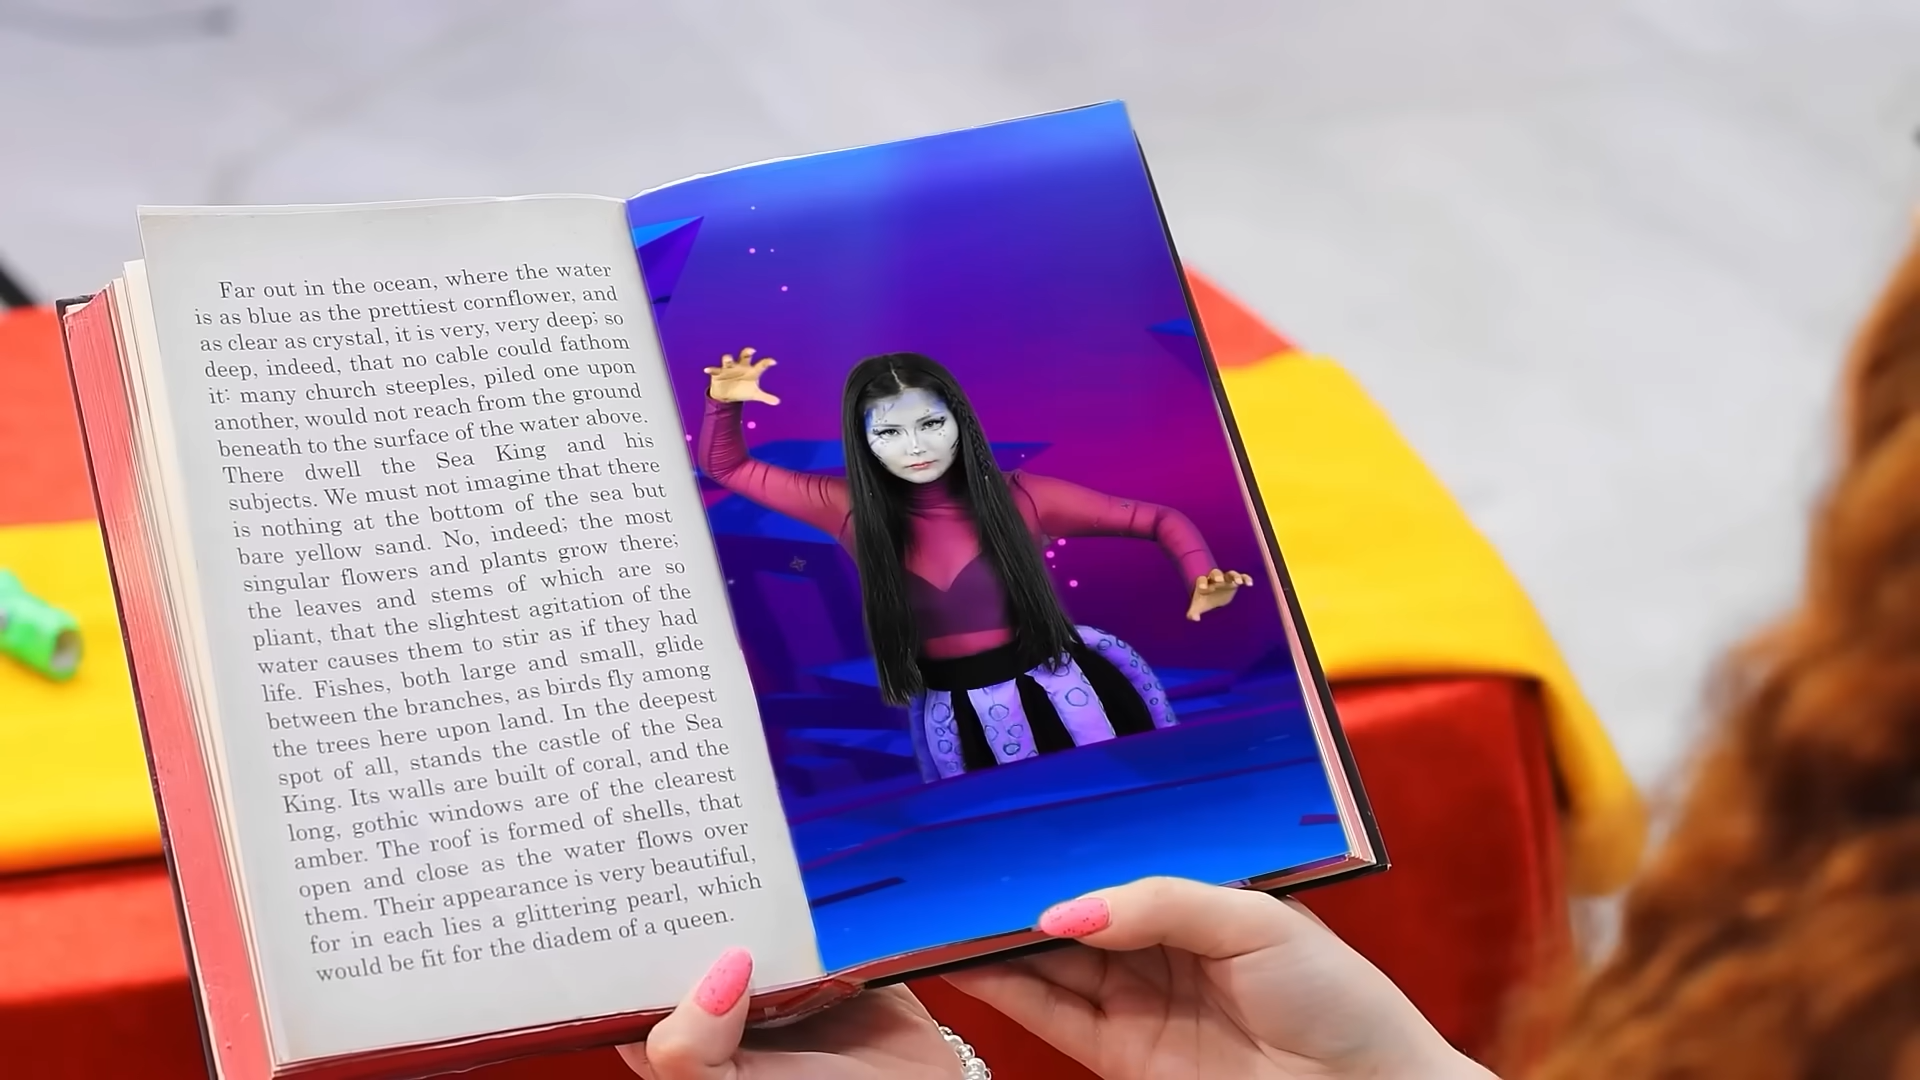 Far out in the ocean, where the water
is as blue as the prettiest cornflower, and
as clear as crystal, it is very, very deep; so
deep, indeed, that no cable could fathom
it: many church steeples, piled one upon
another, would not reach from the ground
beneath to the surface of the water above.
There dwell the Sea King and his
subjects. We must not imagine that there
is nothing at the bottom of the sea but
bare yellow sand. No, indeed; the most
singular flowers and plants grow there;
the leaves and stems of which are so
pliant, that the slightest agitation of the
water causes them to stir as if they had
life. Fishes, both large and small, glide
between the branches, as birds fly among
the trees here upon land. In the deepest
spot of all, stands the castle of the Sea
King. Its walls are built of coral, and the
long, gothic windows are of the clearest
amber. The roof is formed of shells, that
open and close as the water flows over
them. Their appearance is very beautiful,
for in each lies a glittering pearl, which
would be fit for the diadem of a queen.